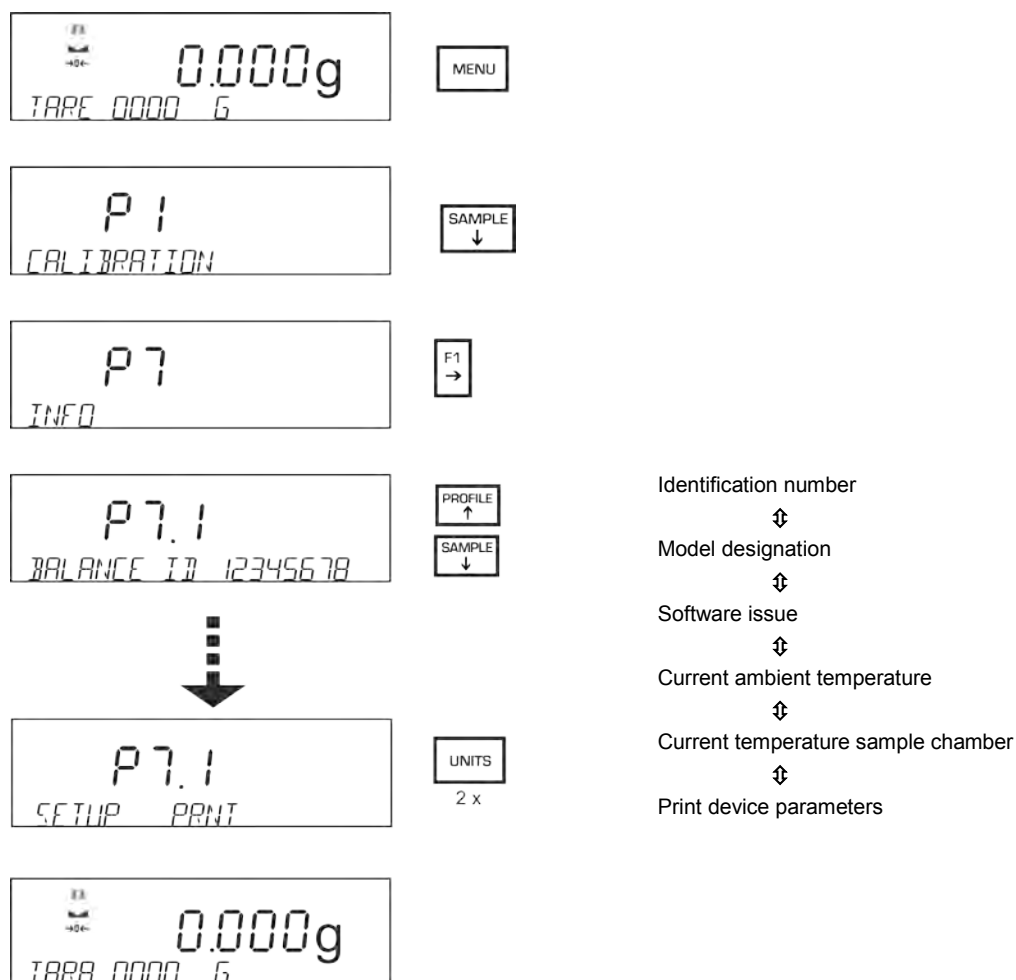 →0←
0.000g
TARE 0000 G
MENU
P1
CALIBRATION
SAMPLE
↓
P7
INFO
F1
→
P7.1
BALANCE ID 12345678
PROFILE
↑
SAMPLE
↓
Identification number
⇕
Model designation
⇕
Software issue
⇕
Current ambient temperature
⇕
Current temperature sample chamber
⇕
Print device parameters
P7.1
SETUP PRNT
UNITS
2 x
→0←
0.000g
TARA 0000 G